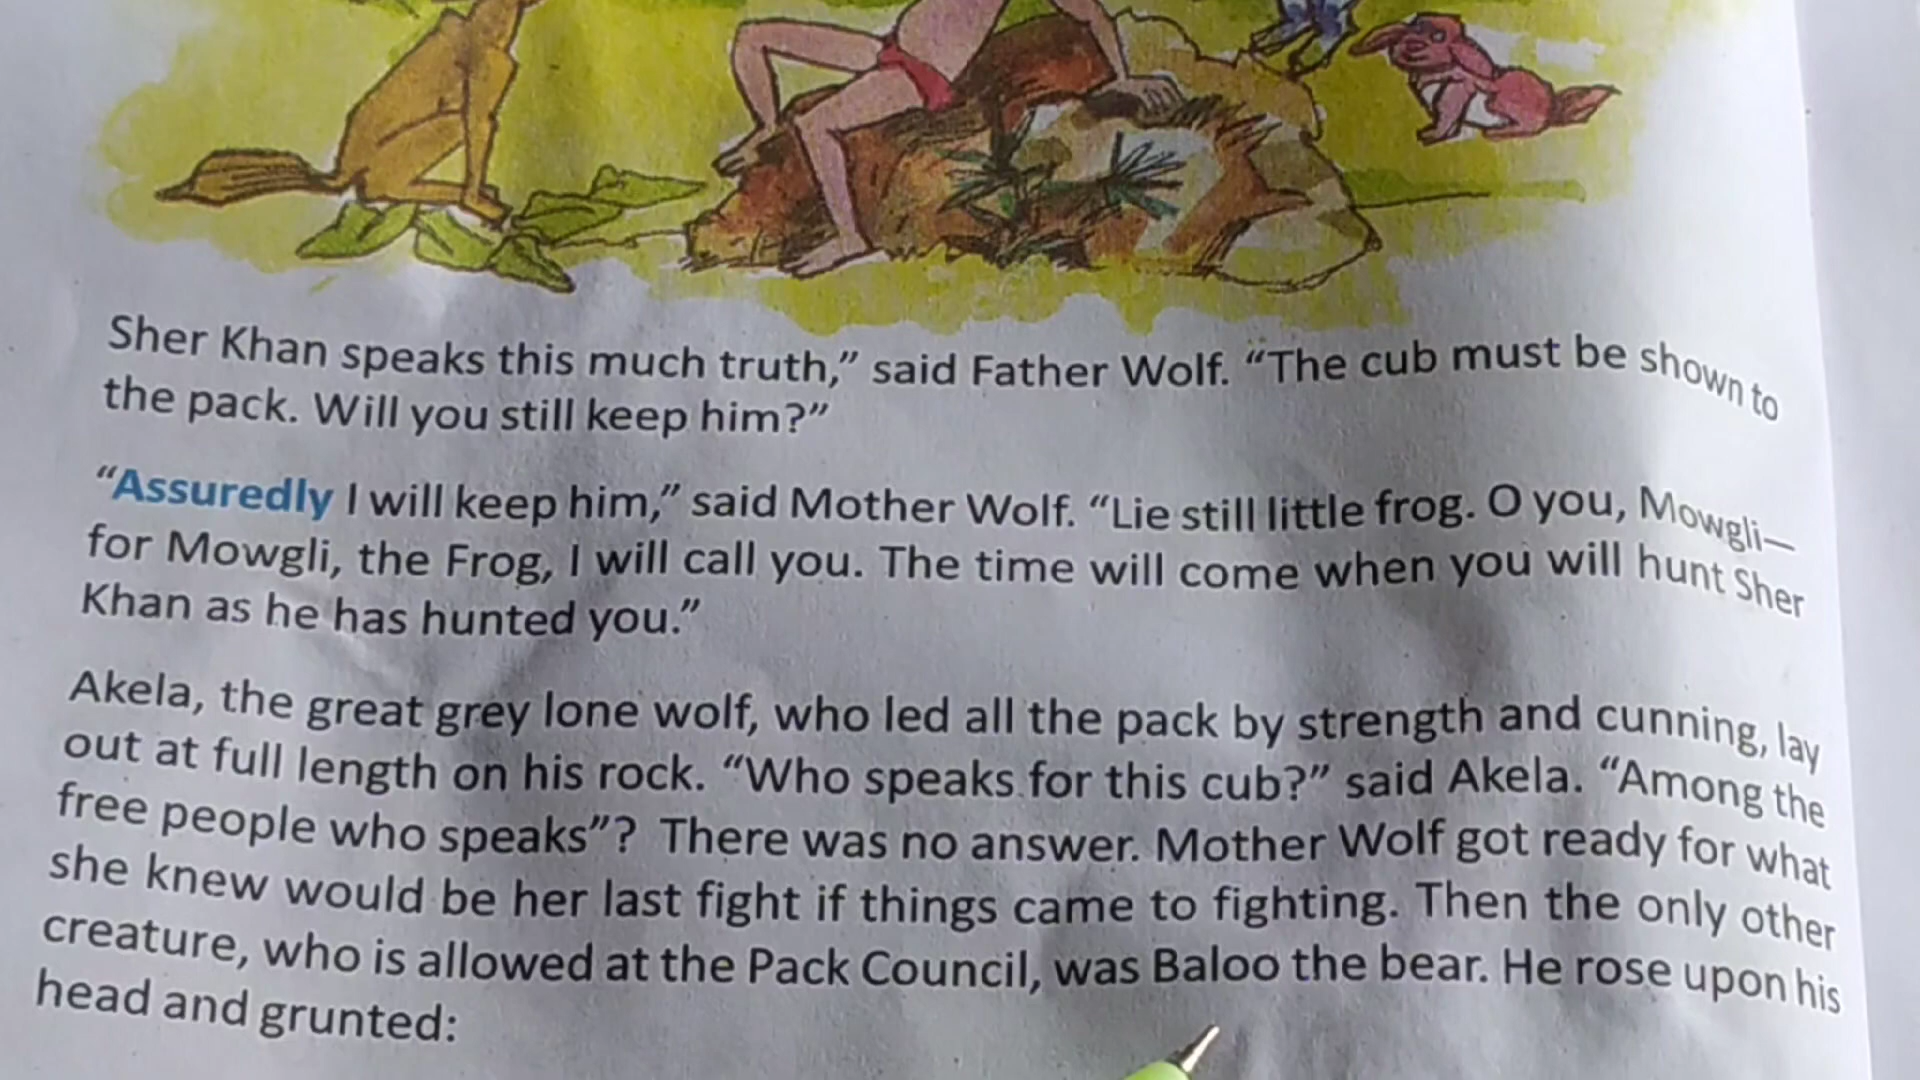 Sher Khan speaks this much truth,” said Father Wolf. “The cub must be shown to
the pack. Will you still keep him?”
“Assuredly I will keep him,” said Mother Wolf. “Lie still little frog. O you, Mowgli—
for Mowgli, the Frog, I will call you. The time will come when you will hunt Sher
Khan as he has hunted you.”
Akela, the great grey lone wolf, who led all the pack by strength and cunning, lay
out at full length on his rock. “Who speaks for this cub?” said Akela. “Among the
free people who speaks”? There was no answer. Mother Wolf got ready for what
she knew would be her last fight if things came to fighting. Then the only other
creature, who is allowed at the Pack Council, was Baloo the bear. He rose upon his
head and grunted: